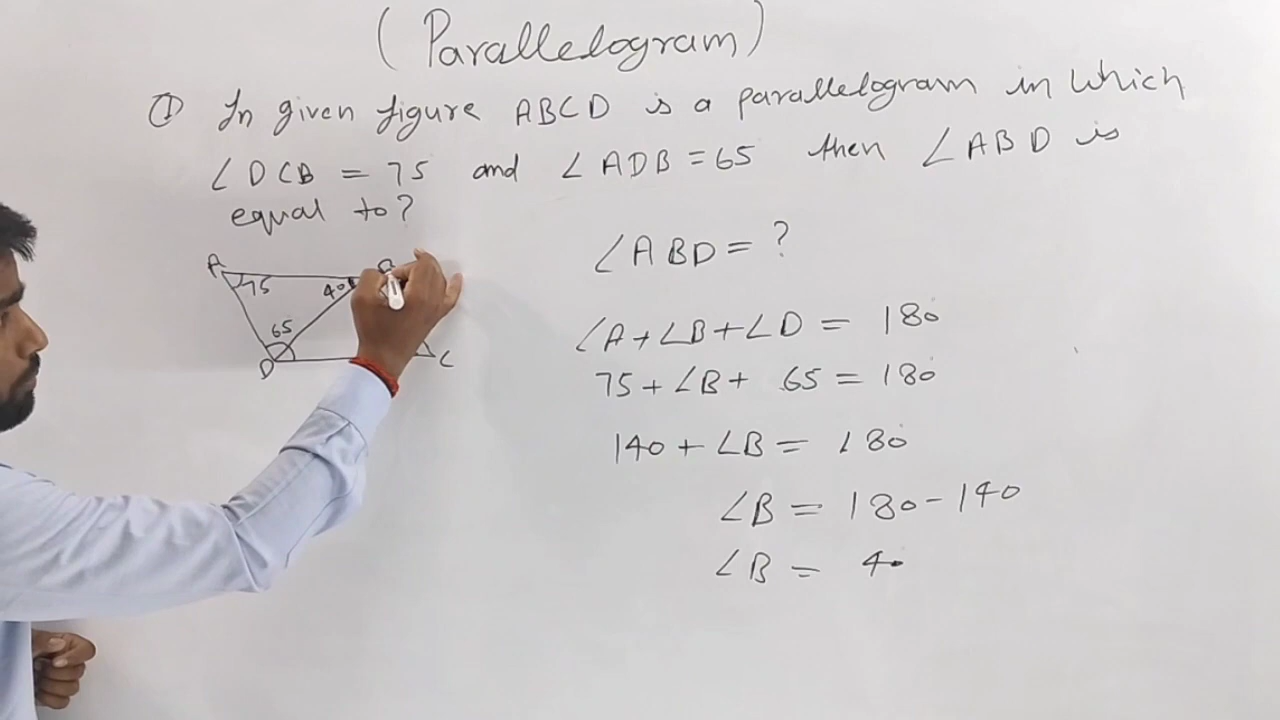 (Parallelogram)
① In given figure ABCD is a parallelogram in which
∠DCB = 75 and ∠ADB = 65 then ∠ABD is
equal to?
∠ABD = ?
A
75
40
65
D
C
∠A + ∠B + ∠D = 180
75 + ∠B + 65 = 180
140 + ∠B = 180
∠B = 180 - 140
∠B = 40